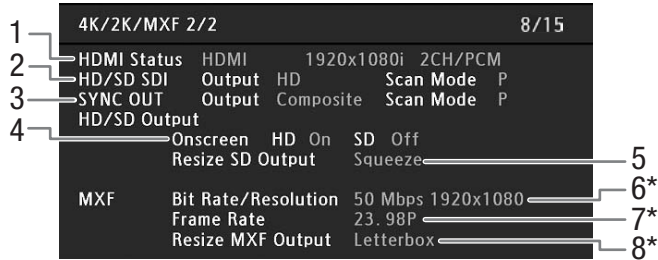 4K/2K/MXF 2/2 8/15
1 HDMI Status HDMI 1920x1080i 2CH/PCM
2 HD/SD SDI Output HD Scan Mode P
3 SYNC OUT Output Composite Scan Mode P
HD/SD Output
4 Onscreen HD On SD Off
Resize SD Output Squeeze 5
MXF Bit Rate/Resolution 50 Mbps 1920x1080 6*
Frame Rate 23.98P 7*
Resize MXF Output Letterbox 8*